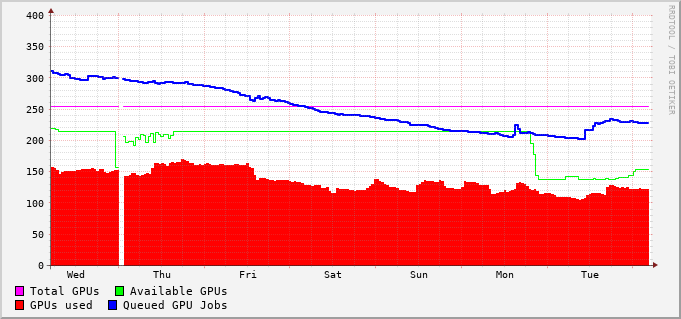 400
350
300
250
200
150
100
50
0
Wed Thu Fri Sat Sun Mon Tue
Total GPUs Available GPUs
GPUs used Queued GPU Jobs
RRDTOOL / TOBI OETIKER